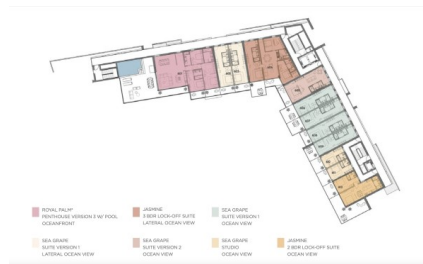 ROYAL PALM*
PENTHOUSE VERSION 3 W/ POOL
OCEANFRONT
JASMINE
3 BDR LOCK-OFF SUITE
LATERAL OCEAN VIEW
SEA GRAPE
SUITE VERSION 1
OCEAN VIEW
SEA GRAPE
SUITE VERSION 1
LATERAL OCEAN VIEW
SEA GRAPE
SUITE VERSION 2
OCEAN VIEW
SEA GRAPE
STUDIO
OCEAN VIEW
JASMINE
2 BDR LOCK-OFF SUITE
OCEAN VIEW